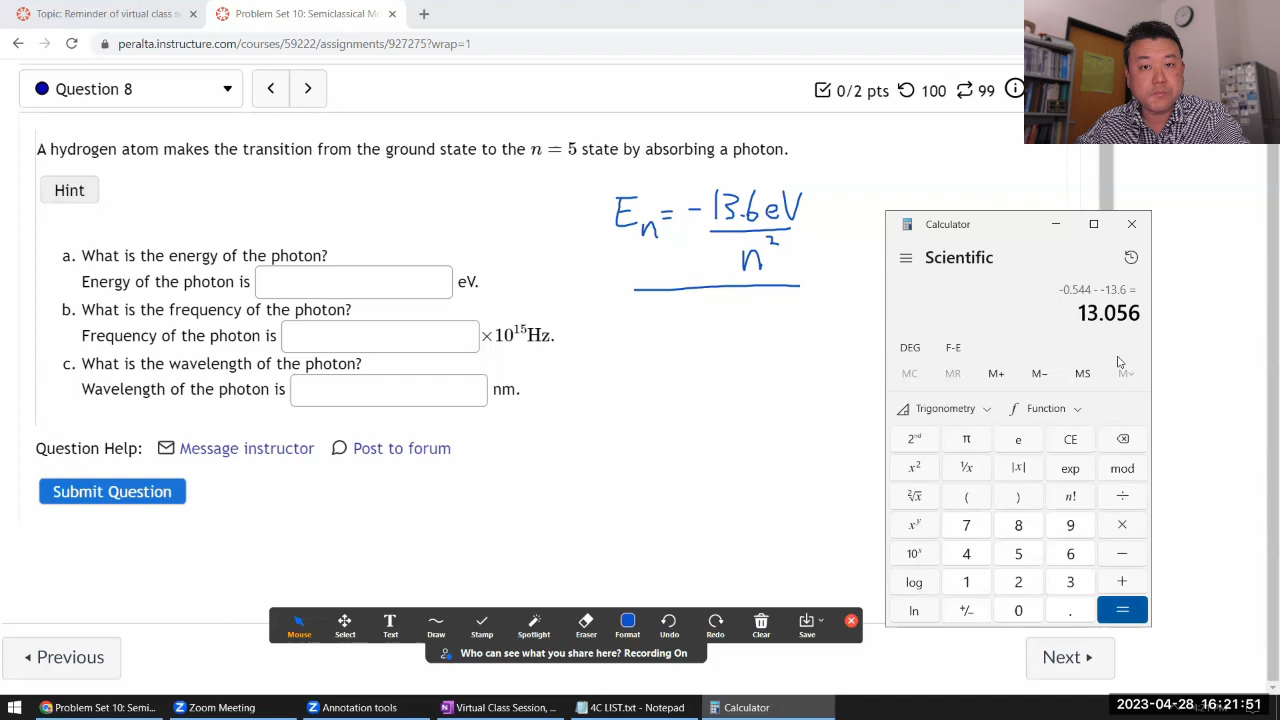 Topic: Reminder of virtual class s
Problem Set 10: Semiclassical Mo
peralta.instructure.com/courses/59222/assignments/927275?wrap=1
Question 8
0/2 pts 100 99
A hydrogen atom makes the transition from the ground state to the n = 5 state by absorbing a photon.
Hint
E_n = -13.6 eV / n²
a. What is the energy of the photon?
Energy of the photon is eV.
b. What is the frequency of the photon?
Frequency of the photon is ×10¹⁵Hz.
c. What is the wavelength of the photon?
Wavelength of the photon is nm.
Question Help: Message instructor Post to forum
Submit Question
Calculator
Scientific
-0.544 - -13.6 =
13.056
DEG F-E
MC MR M+ M− MS M˅
Trigonometry Function
2ⁿᵈ π e CE
x² ¹/x |x| exp mod
²√x ( ) n! ÷
xʸ 7 8 9 ×
10ˣ 4 5 6 −
log 1 2 3 +
ln +/− 0 . =
Mouse Select Text Draw Stamp Spotlight Eraser Format Undo Redo Clear Save
Who can see what you share here? Recording On
Previous
Next
Problem Set 10: Semi... Zoom Meeting Annotation tools Virtual Class Session, ... 4C LIST.txt - Notepad Calculator
2023-04-28 16:21:51